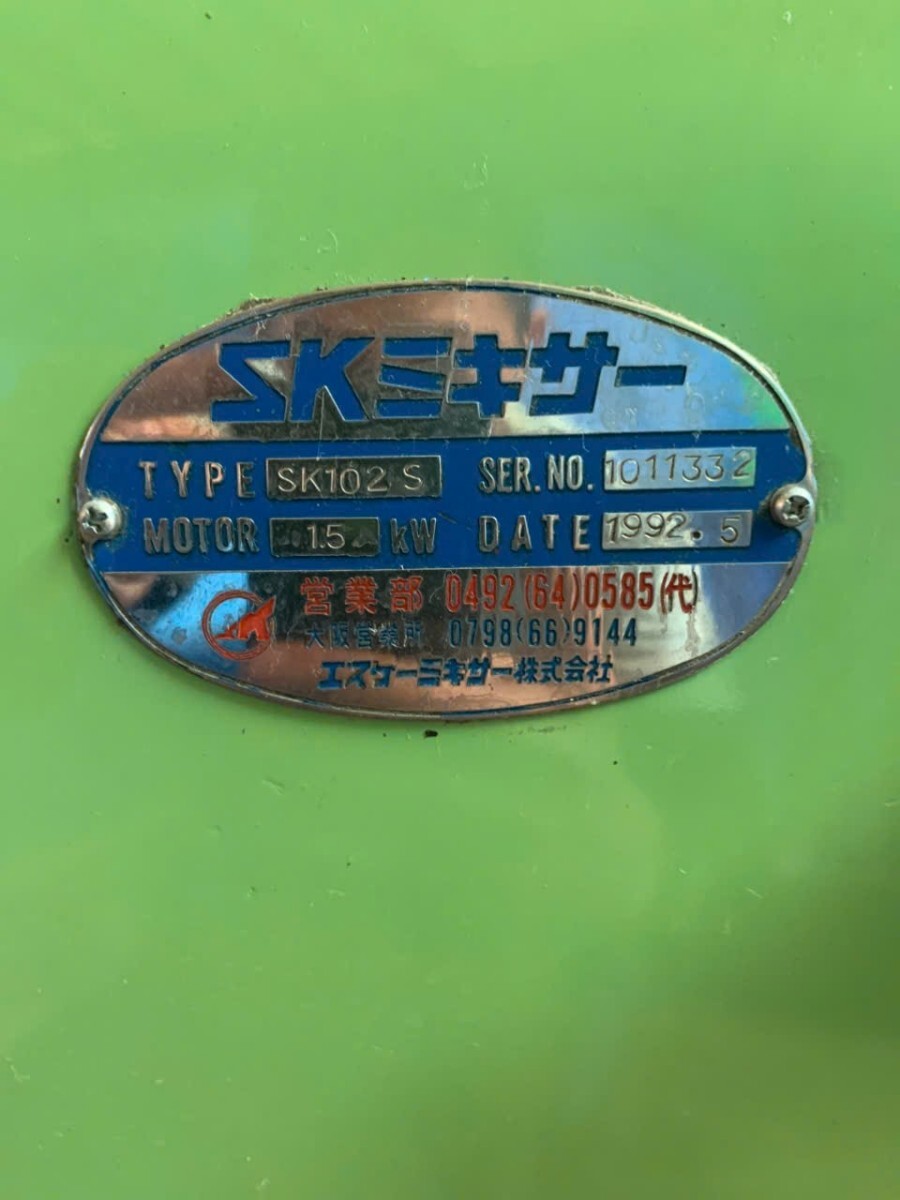 SKミキサー
TYPE SK102S SER.NO. 1011332
MOTOR 1.5 kW DATE 1992.5
営業部 0492(64)0585(代)
大阪営業所 0798(66)9144
エスケーミキサー株式会社